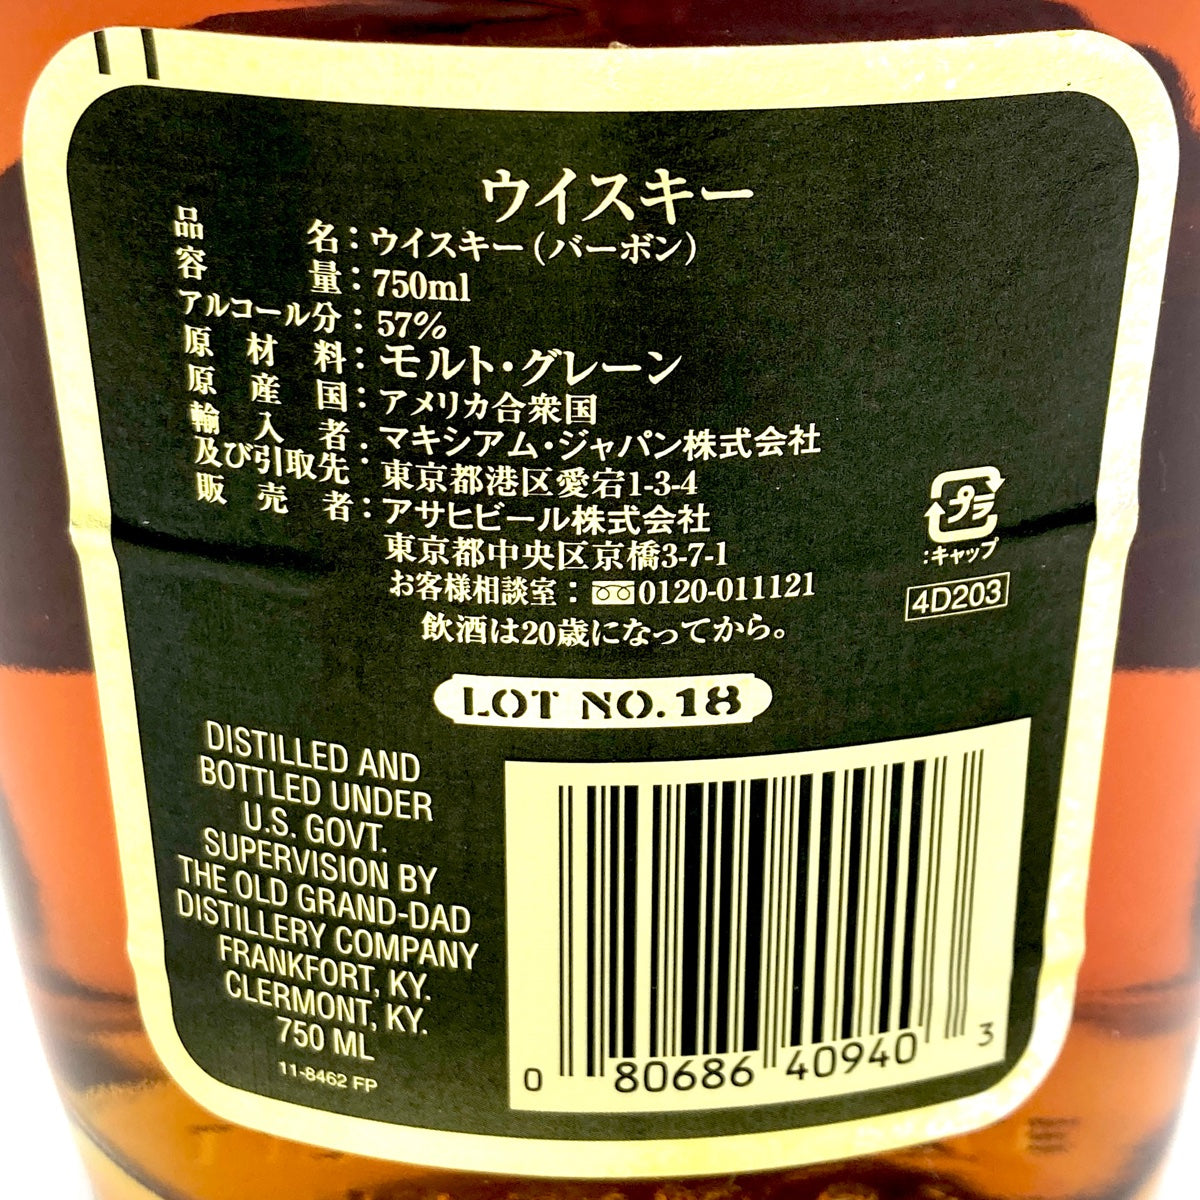 ウイスキー
品名：ウイスキー(バーボン)
容量：750ml
アルコール分：57%
原材料：モルト・グレーン
原産国：アメリカ合衆国
輸入者及び引取先：マキシアム・ジャパン株式会社
東京都港区愛宕1-3-4
販売者：アサヒビール株式会社
東京都中央区京橋3-7-1
お客様相談室：0120-011121
飲酒は20歳になってから。
プラ
:キャップ
4D203
LOT NO.18
DISTILLED AND
BOTTLED UNDER
U.S. GOVT.
SUPERVISION BY
THE OLD GRAND-DAD
DISTILLERY COMPANY
FRANKFORT, KY.
CLERMONT, KY.
750 ML
11-8462 FP
0 80686 40940 3